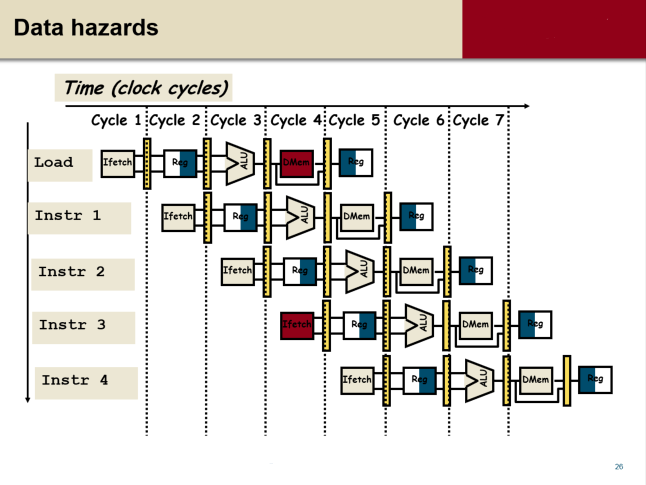 Data hazards
Time (clock cycles)
Cycle 1 Cycle 2 Cycle 3 Cycle 4 Cycle 5 Cycle 6 Cycle 7
Load Ifetch Reg ALU DMem Reg
Instr 1 Ifetch Reg ALU DMem Reg
Instr 2 Ifetch Reg ALU DMem Reg
Instr 3 Ifetch Reg ALU DMem Reg
Instr 4 Ifetch Reg ALU DMem Reg
26